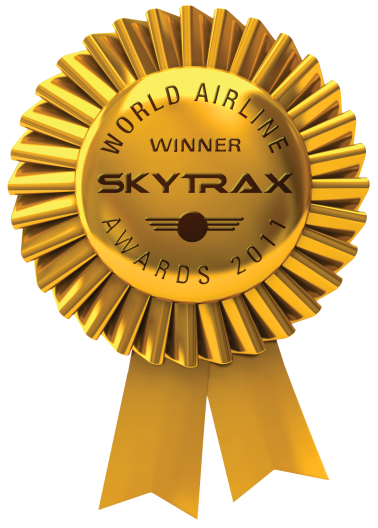 WORLD AIRLINE
WINNER
SKYTRAX
AWARDS 2011